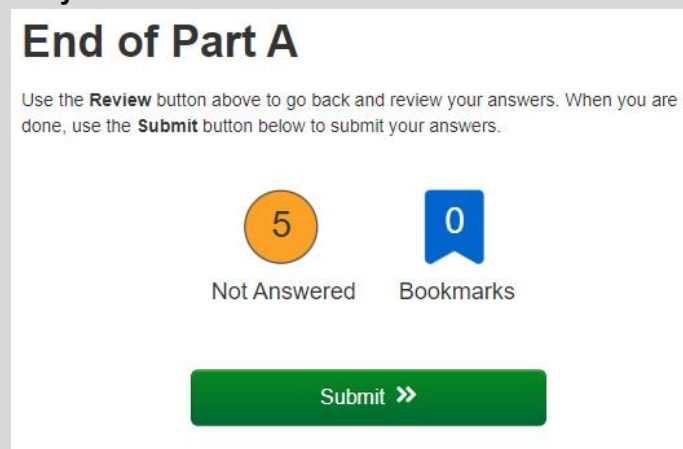 End of Part A
Use the Review button above to go back and review your answers. When you are
done, use the Submit button below to submit your answers.
5
0
Not Answered
Bookmarks
Submit »